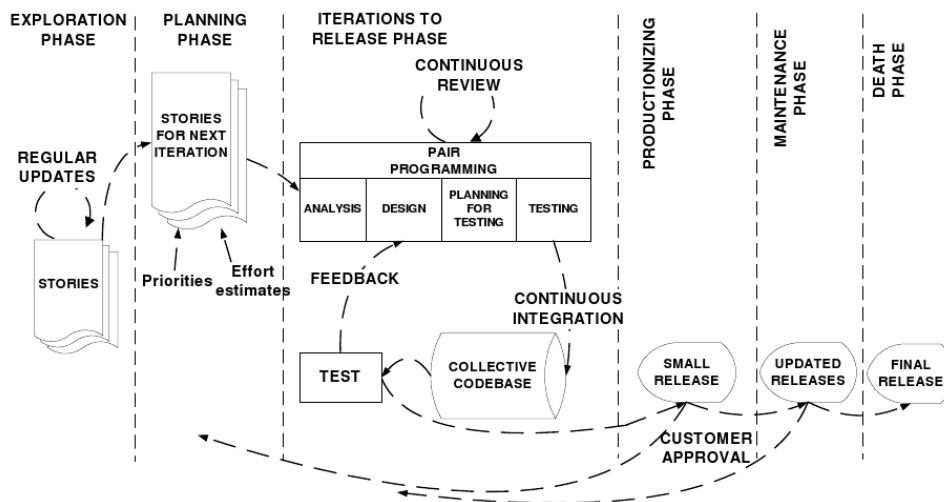 EXPLORATION
PHASE
PLANNING
PHASE
ITERATIONS TO
RELEASE PHASE
PRODUCTIONIZING
PHASE
MAINTENANCE
PHASE
DEATH
PHASE
REGULAR
UPDATES
STORIES
STORIES
FOR NEXT
ITERATION
Priorities
Effort
estimates
CONTINUOUS
REVIEW
PAIR
PROGRAMMING
ANALYSIS
DESIGN
PLANNING
FOR
TESTING
TESTING
FEEDBACK
CONTINUOUS
INTEGRATION
TEST
COLLECTIVE
CODEBASE
SMALL
RELEASE
UPDATED
RELEASES
FINAL
RELEASE
CUSTOMER
APPROVAL